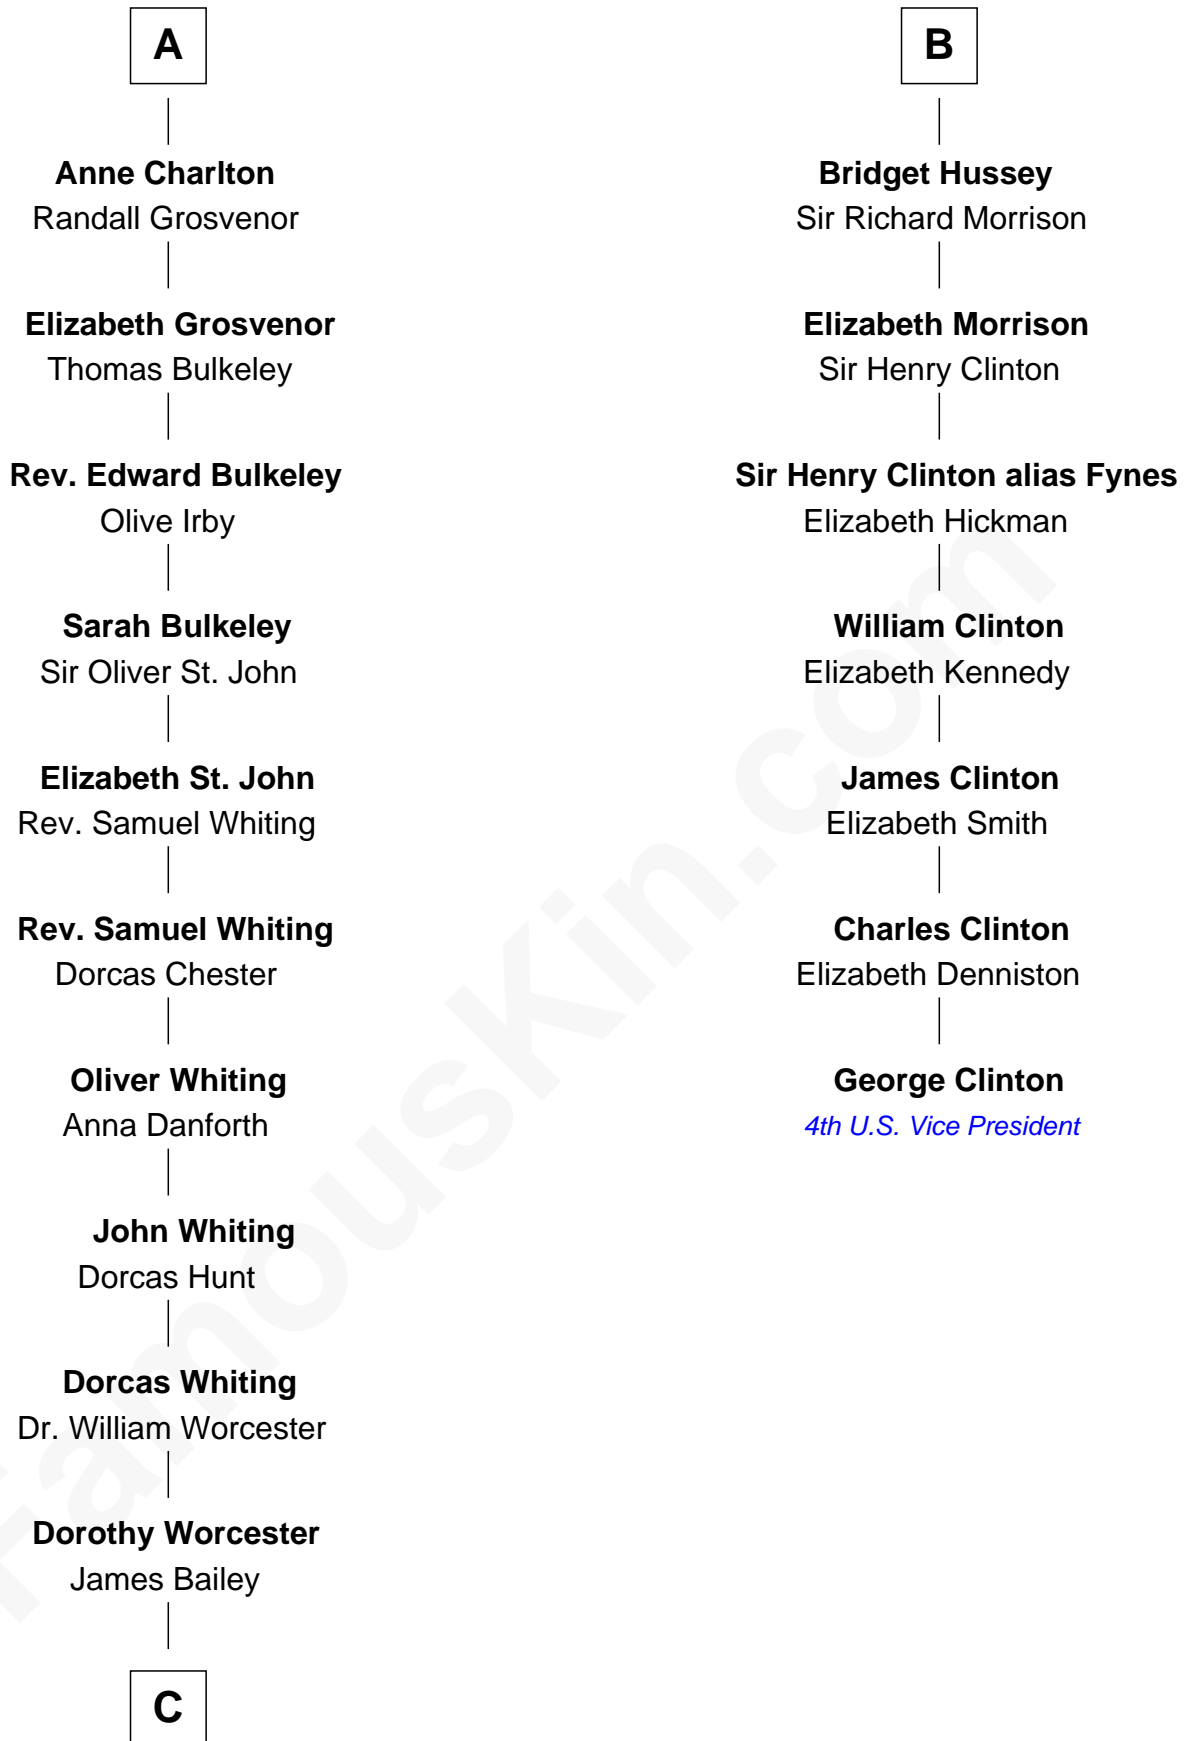 A
Anne Charlton
Randall Grosvenor
Elizabeth Grosvenor
Thomas Bulkeley
Rev. Edward Bulkeley
Olive Irby
Sarah Bulkeley
Sir Oliver St. John
Elizabeth St. John
Rev. Samuel Whiting
Rev. Samuel Whiting
Dorcas Chester
Oliver Whiting
Anna Danforth
John Whiting
Dorcas Hunt
Dorcas Whiting
Dr. William Worcester
Dorothy Worcester
James Bailey
C
B
Bridget Hussey
Sir Richard Morrison
Elizabeth Morrison
Sir Henry Clinton
Sir Henry Clinton alias Fynes
Elizabeth Hickman
William Clinton
Elizabeth Kennedy
James Clinton
Elizabeth Smith
Charles Clinton
Elizabeth Denniston
George Clinton
4th U.S. Vice President
FamousKin.com